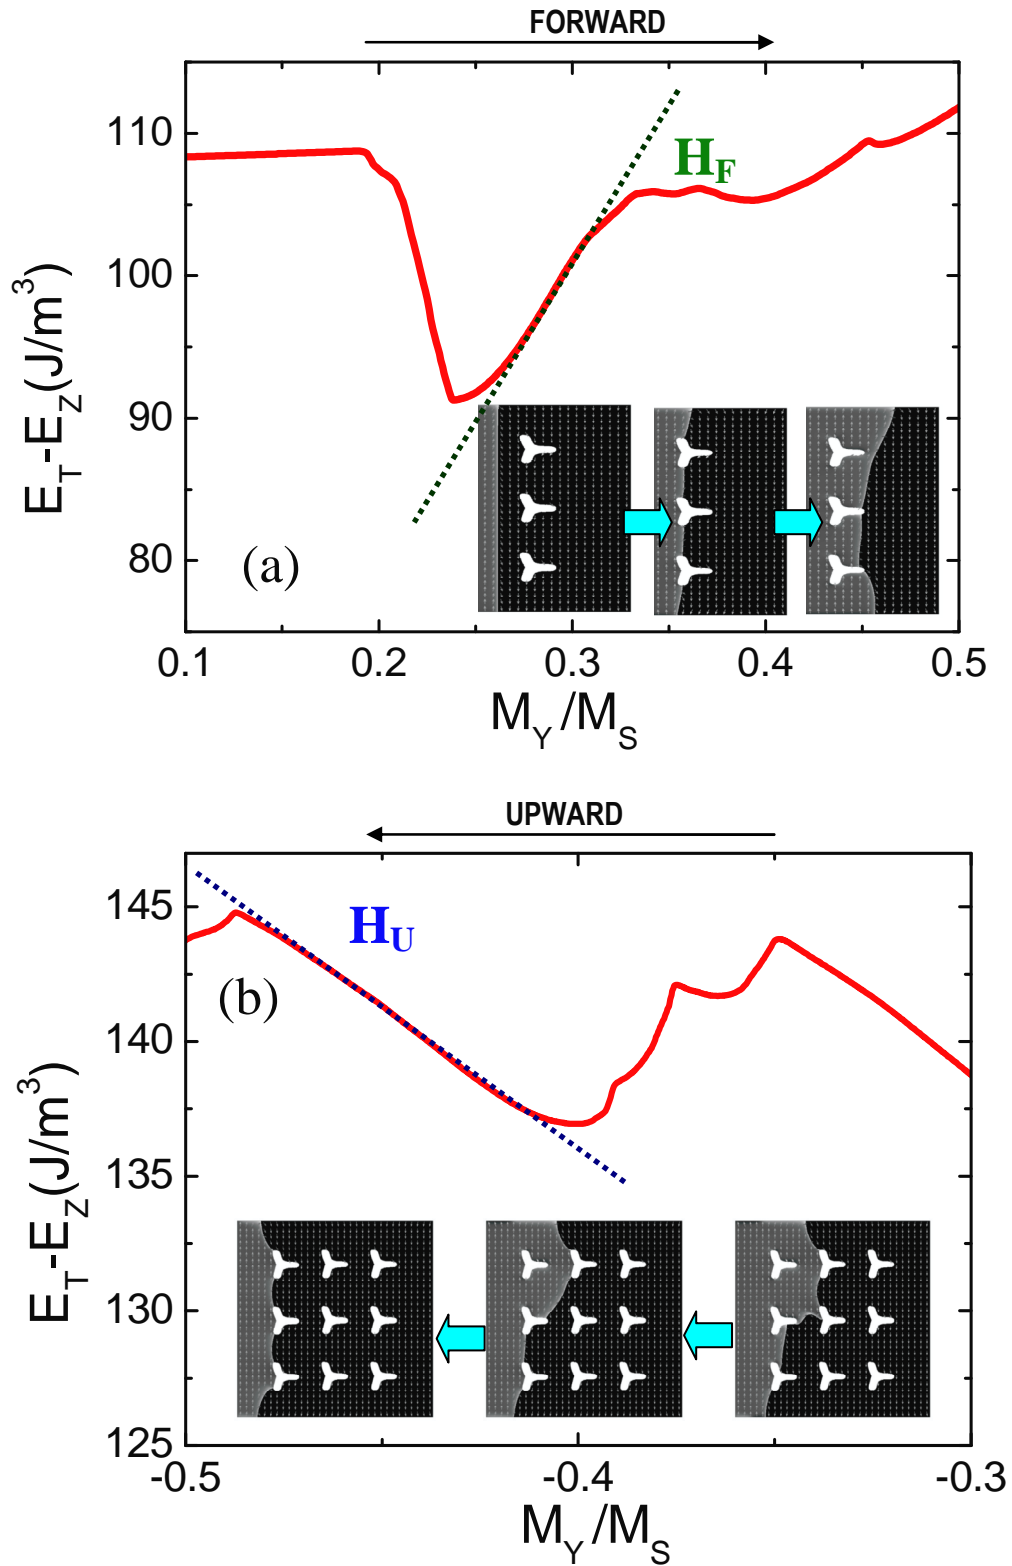 FORWARD
110
100
90
80
E_T-E_Z(J/m^3)
H_F
(a)
0.1 0.2 0.3 0.4 0.5
M_Y/M_S
UPWARD
145
140
135
130
125
E_T-E_Z(J/m^3)
H_U
(b)
-0.5 -0.4 -0.3
M_Y/M_S